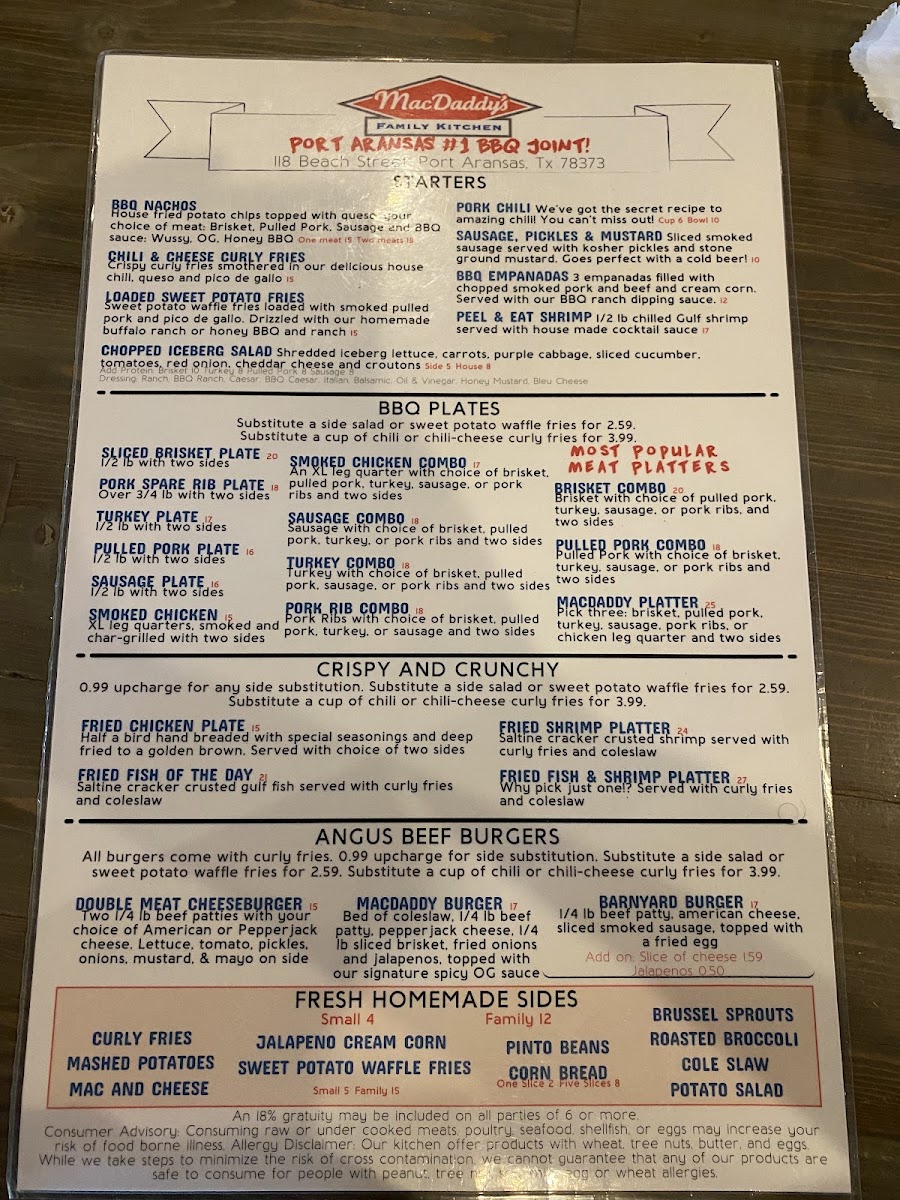 MacDaddy's
FAMILY KITCHEN
PORT ARANSAS #1 BBQ JOINT!
118 Beach Street, Port Aransas, Tx 78373
STARTERS
BBQ NACHOS
House fried potato chips topped with queso your
choice of meat: Brisket, Pulled Pork, Sausage and BBQ
sauce: Wussy, OG, Honey BBQ One meat 15 Two meats 18
CHILI & CHEESE CURLY FRIES
Crispy curly fries smothered in our delicious house
chili, queso and pico de gallo 15
LOADED SWEET POTATO FRIES
Sweet potato waffle fries loaded with smoked pulled
pork and pico de gallo. Drizzled with our homemade
buffalo ranch or honey BBQ and ranch 15
PORK CHILI We've got the secret recipe to
amazing chili! You can't miss out! Cup 6 Bowl 10
SAUSAGE, PICKLES & MUSTARD Sliced smoked
sausage served with kosher pickles and stone
ground mustard. Goes perfect with a cold beer! 10
BBQ EMPANADAS 3 empanadas filled with
chopped smoked pork and beef and cream corn.
Served with our BBQ ranch dipping sauce. 12
PEEL & EAT SHRIMP 1/2 lb chilled Gulf shrimp
served with house made cocktail sauce 17
CHOPPED ICEBERG SALAD Shredded iceberg lettuce, carrots, purple cabbage, sliced cucumber,
tomatoes, red onion, cheddar cheese and croutons Side 5 House 8
Add Protein: Brisket 10 Turkey 8 Pulled Pork 8 Sausage 8
Dressing: Ranch, BBQ Ranch, Caesar, BBQ Caesar, Italian, Balsamic, Oil & Vinegar, Honey Mustard, Bleu Cheese
BBQ PLATES
Substitute a side salad or sweet potato waffle fries for 2.59.
Substitute a cup of chili or chili-cheese curly fries for 3.99.
SLICED BRISKET PLATE 20
1/2 lb with two sides
PORK SPARE RIB PLATE 18
Over 3/4 lb with two sides
TURKEY PLATE 17
1/2 lb with two sides
PULLED PORK PLATE 16
1/2 lb with two sides
SAUSAGE PLATE 16
1/2 lb with two sides
SMOKED CHICKEN 15
XL leg quarters, smoked and
char-grilled with two sides
SMOKED CHICKEN COMBO 17
An XL leg quarter with choice of brisket,
pulled pork, turkey, sausage, or pork
ribs and two sides
SAUSAGE COMBO 18
Sausage with choice of brisket, pulled
pork, turkey, or pork ribs and two sides
TURKEY COMBO 18
Turkey with choice of brisket, pulled
pork, sausage, or pork ribs and two sides
PORK RIB COMBO 18
Pork Ribs with choice of brisket, pulled
pork, turkey, or sausage and two sides
MOST POPULAR
MEAT PLATTERS
BRISKET COMBO 20
Brisket with choice of pulled pork,
turkey, sausage, or pork ribs, and
two sides
PULLED PORK COMBO 18
Pulled Pork with choice of brisket,
turkey, sausage, or pork ribs and
two sides
MACDADDY PLATTER 25
Pick three: brisket, pulled pork,
turkey, sausage, pork ribs, or
chicken leg quarter and two sides
CRISPY AND CRUNCHY
0.99 upcharge for any side substitution. Substitute a side salad or sweet potato waffle fries for 2.59.
Substitute a cup of chili or chili-cheese curly fries for 3.99.
FRIED CHICKEN PLATE 15
Half a bird hand breaded with special seasonings and deep
fried to a golden brown. Served with choice of two sides
FRIED FISH OF THE DAY 21
Saltine cracker crusted gulf fish served with curly fries
and coleslaw
FRIED SHRIMP PLATTER 24
Saltine cracker crusted shrimp served with
curly fries and coleslaw
FRIED FISH & SHRIMP PLATTER 27
Why pick just one!? Served with curly fries
and coleslaw
ANGUS BEEF BURGERS
All burgers come with curly fries. 0.99 upcharge for side substitution. Substitute a side salad or
sweet potato waffle fries for 2.59. Substitute a cup of chili or chili-cheese curly fries for 3.99.
DOUBLE MEAT CHEESEBURGER 15
Two 1/4 lb beef patties with your
choice of American or Pepperjack
cheese. Lettuce, tomato, pickles,
onions, mustard, & mayo on side
MACDADDY BURGER 17
Bed of coleslaw, 1/4 lb beef
patty, pepperjack cheese, 1/4
lb sliced brisket, fried onions
and jalapenos, topped with
our signature spicy OG sauce
BARNYARD BURGER 17
1/4 lb beef patty, american cheese,
sliced smoked sausage, topped with
a fried egg
Add on: Slice of cheese 1.59
Jalapenos 0.50
FRESH HOMEMADE SIDES
Small 4 Family 12
CURLY FRIES
MASHED POTATOES
MAC AND CHEESE
JALAPENO CREAM CORN
SWEET POTATO WAFFLE FRIES
Small 5 Family 15
PINTO BEANS
CORN BREAD
One Slice 2 Five Slices 8
BRUSSEL SPROUTS
ROASTED BROCCOLI
COLE SLAW
POTATO SALAD
An 18% gratuity may be included on all parties of 6 or more.
Consumer Advisory: Consuming raw or under cooked meats, poultry, seafood, shellfish, or eggs may increase your
risk of food borne illness. Allergy Disclaimer: Our kitchen offer products with wheat, tree nuts, butter, and eggs.
While we take steps to minimize the risk of cross contamination, we cannot guarantee that any of our products are
safe to consume for people with peanut, tree egg or wheat allergies.